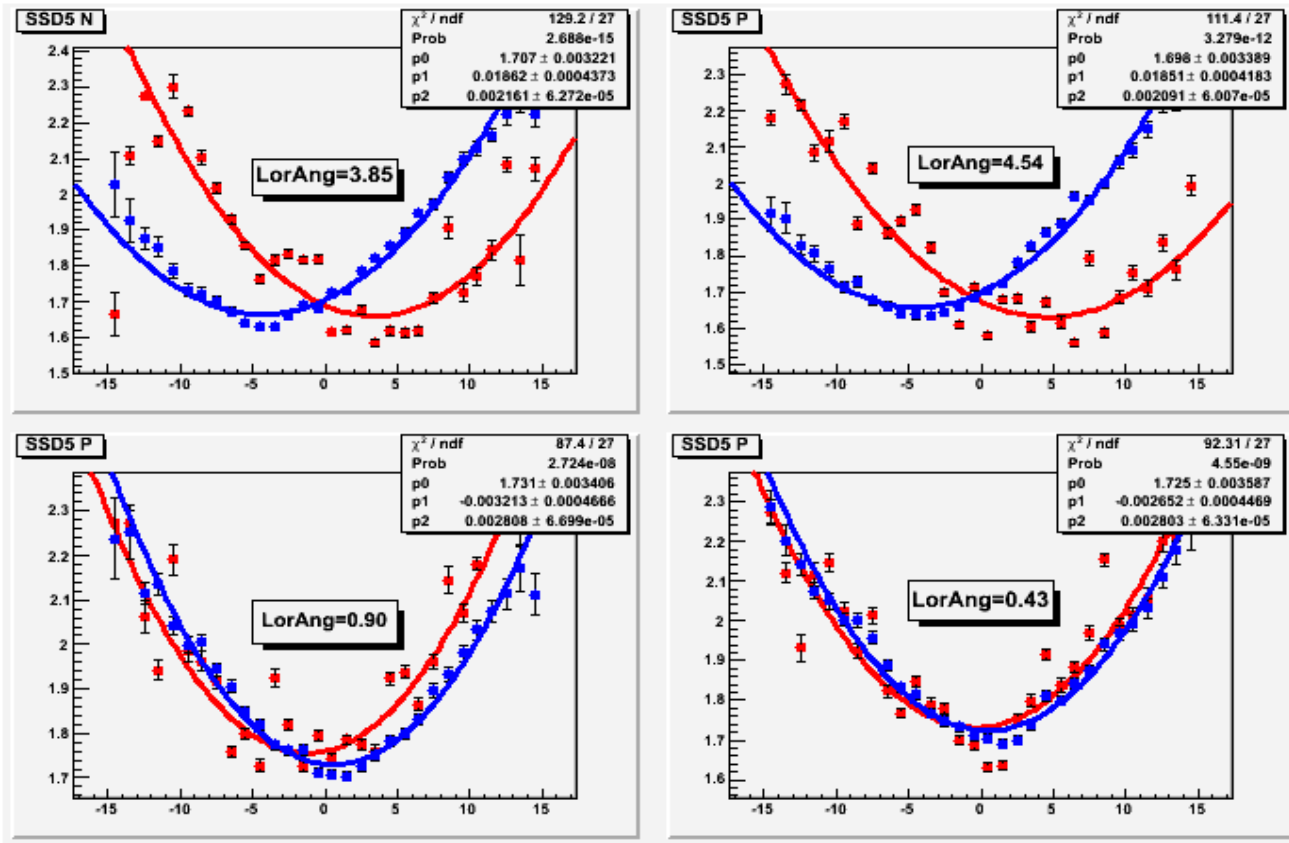 SSD5 N
χ² / ndf 129.2 / 27
Prob 2.688e-15
p0 1.707 ± 0.003221
p1 0.01862 ± 0.0004373
p2 0.002161 ± 6.272e-05
LorAng=3.85
2.4
2.3
2.2
2.1
2
1.9
1.8
1.7
1.6
1.5
-15 -10 -5 0 5 10 15
SSD5 P
χ² / ndf 111.4 / 27
Prob 3.279e-12
p0 1.698 ± 0.003389
p1 0.01851 ± 0.0004183
p2 0.002091 ± 6.007e-05
LorAng=4.54
2.3
2.2
2.1
2
1.9
1.8
1.7
1.6
1.5
-15 -10 -5 0 5 10 15
SSD5 P
χ² / ndf 87.4 / 27
Prob 2.724e-08
p0 1.731 ± 0.003406
p1 -0.003213 ± 0.0004666
p2 0.002808 ± 6.699e-05
LorAng=0.90
2.3
2.2
2.1
2
1.9
1.8
1.7
-15 -10 -5 0 5 10 15
SSD5 P
χ² / ndf 92.31 / 27
Prob 4.55e-09
p0 1.725 ± 0.003587
p1 -0.002652 ± 0.0004469
p2 0.002803 ± 6.331e-05
LorAng=0.43
2.3
2.2
2.1
2
1.9
1.8
1.7
1.6
-15 -10 -5 0 5 10 15